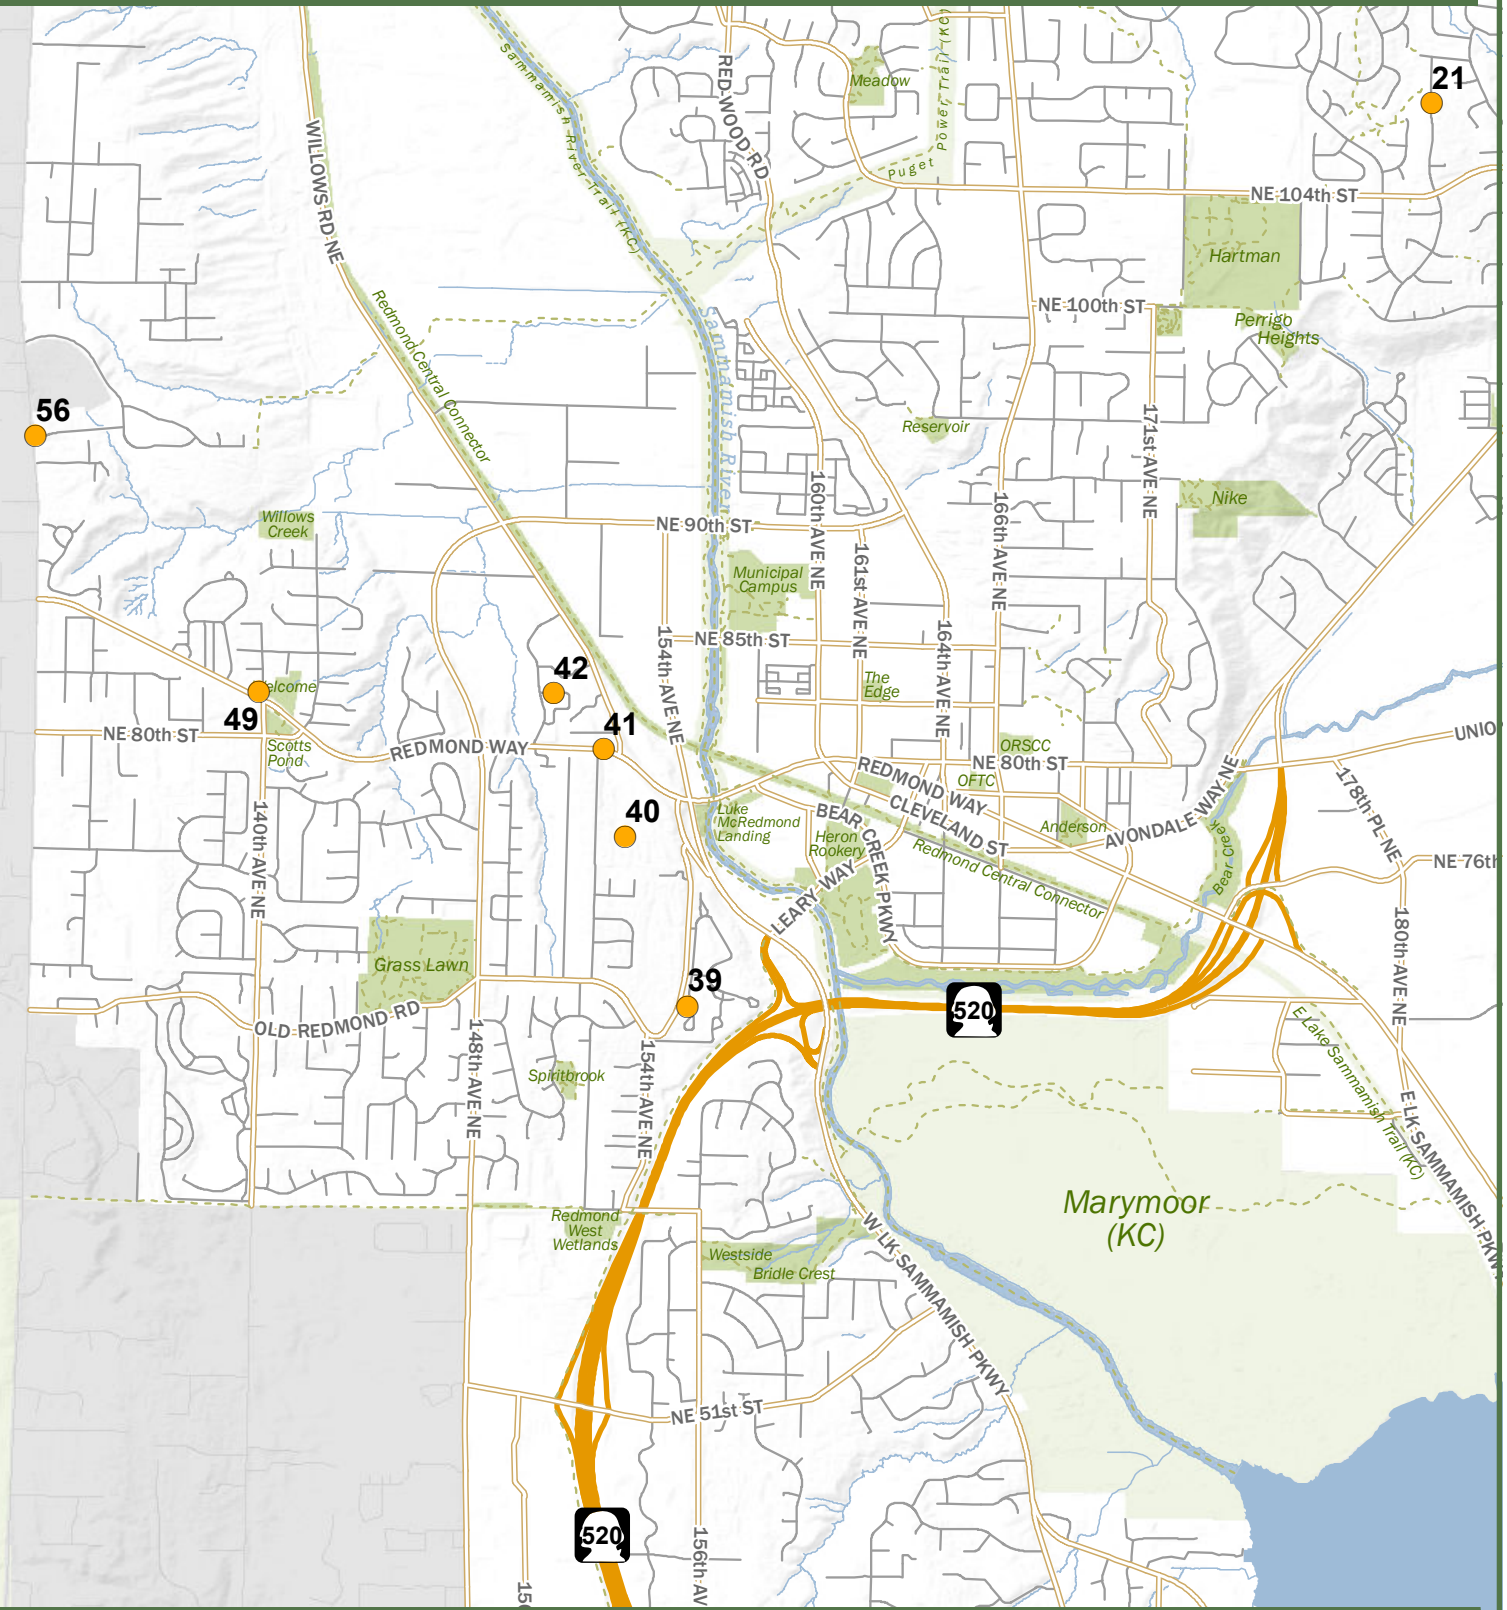 Sammamish River Trail (KC)
RED-WOOD RD
Meadow
Puget Power Trail (KC)
21
WILLOWS RD NE
NE 104th ST
Hartman
Redmond Central Connector
NE 100th ST
Perrigo
Heights
Sammamish River
56
Reservoir
171st AVE NE
160th AVE NE
166th AVE NE
Nike
Willows
Creek
NE 90th ST
161st AVE NE
Municipal
Campus
154th AVE NE
NE 85th ST
164th AVE NE
42
The
Edge
elcome
49
41
NE 80th ST
Scotts
Pond
REDMOND WAY
ORSCC
NE 80th ST
OFTC
UNIO
REDMOND WAY
CLEVELAND ST
AVONDALE WAY NE
178th PL NE
140th AVE NE
40
Luke
McRedmond
Landing
BEAR CREEK PKWY
Heron
Rookery
Anderson
Bear Creek
NE 76th
LEARY WAY
Redmond Central Connector
180th AVE NE
Grass Lawn
39
520
OLD REDMOND RD
148th AVE NE
154th AVE NE
Spiritbrook
E Lake Sammamish Trail (KC)
E LK SAMMAMISH PKWY
Marymoor
(KC)
Redmond
West
Wetlands
Westside
Bridle Crest
W LK SAMMAMISH PKWY
NE 51st ST
520
156th AV
15